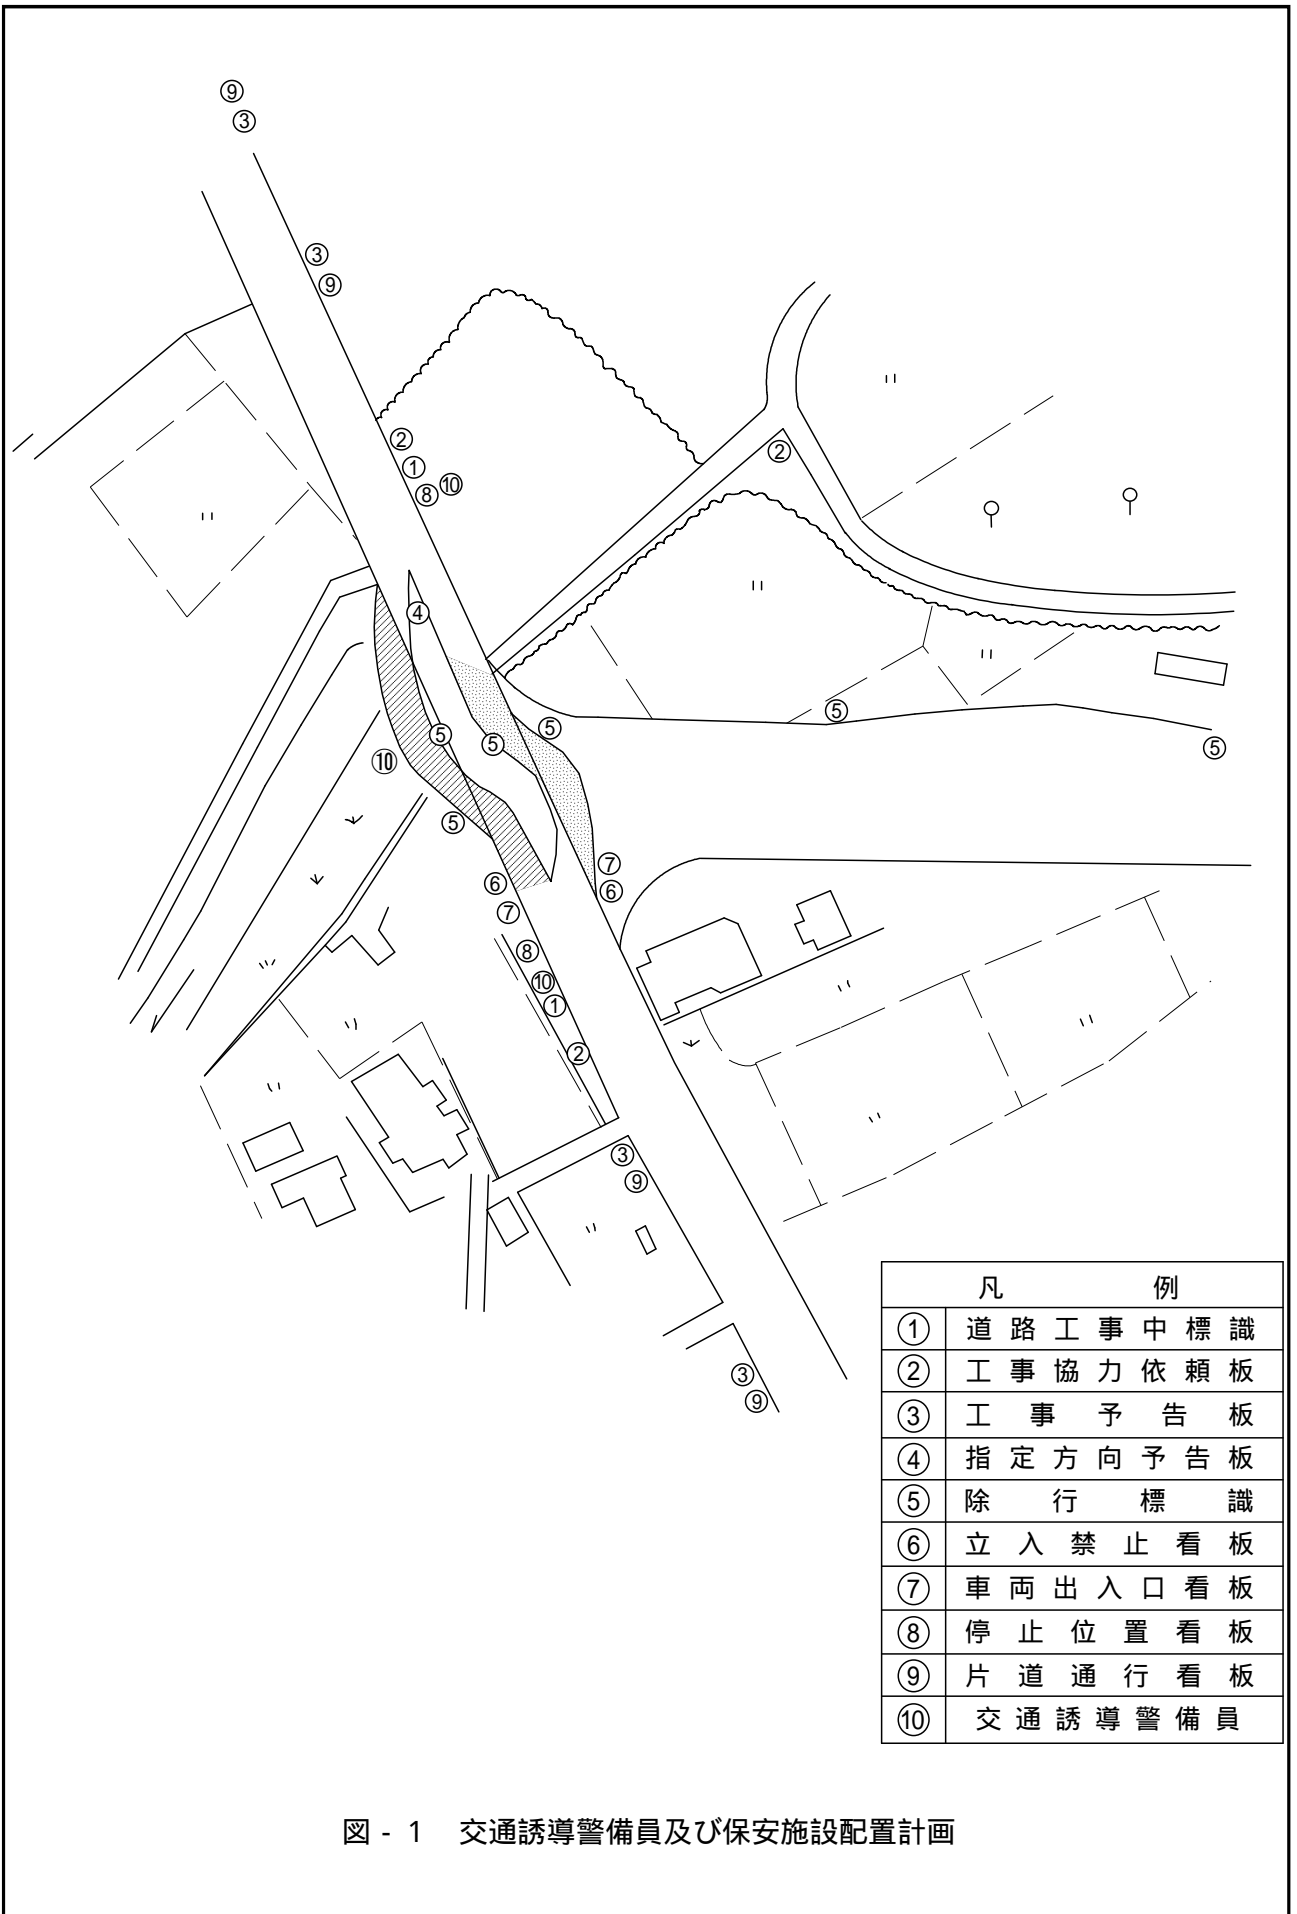 ⑨
③
③
⑨
②
①
⑧ ⑩
②
④
⑤
⑤
⑤
⑤
⑤
⑩
⑤
⑦
⑥
⑥
⑦
⑧
⑩
①
②
③
⑨
③
⑨
凡 例
① 道路工事中標識
② 工事協力依頼板
③ 工事予告板
④ 指定方向予告板
⑤ 除行標識
⑥ 立入禁止看板
⑦ 車両出入口看板
⑧ 停止位置看板
⑨ 片道通行看板
⑩ 交通誘導警備員
図 - 1 交通誘導警備員及び保安施設配置計画